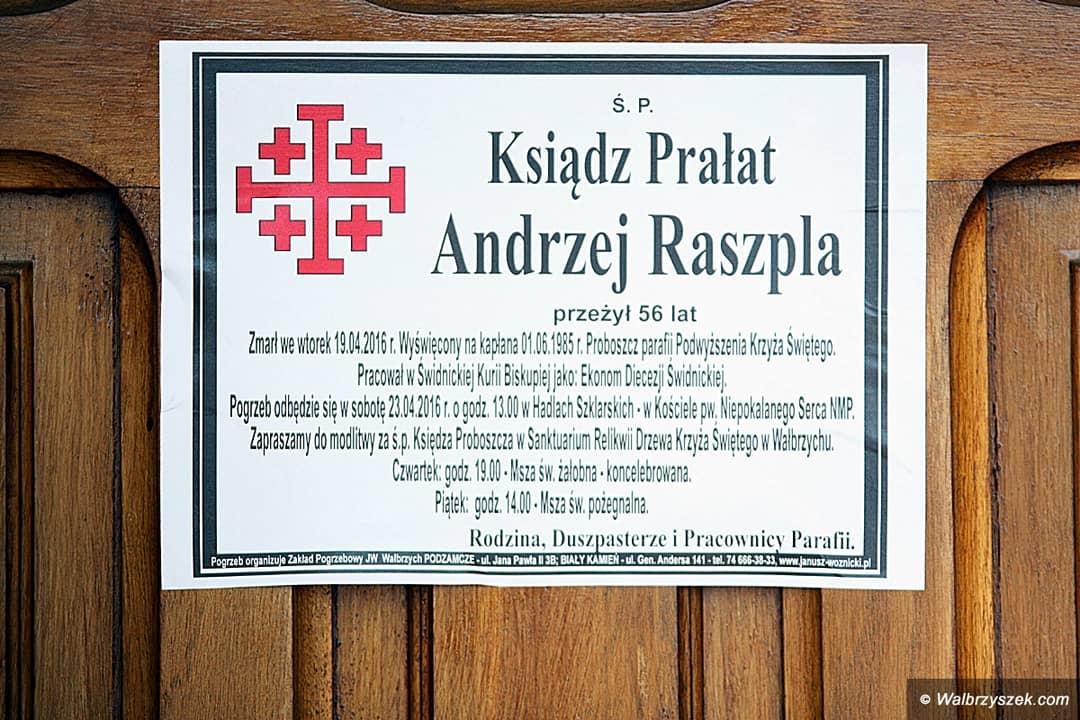 Ś. P.
Ksiądz Prałat
Andrzej Raszpla
przeżył 56 lat
Zmarł we wtorek 19.04.2016 r. Wyświęcony na kapłana 01.06.1985 r. Proboszcz parafii Podwyższenia Krzyża Świętego.
Pracował w Świdnickiej Kurii Biskupiej jako: Ekonom Diecezji Świdnickiej.
Pogrzeb odbędzie się w sobotę 23.04.2016 r. o godz. 13.00 w Hadlach Szklarskich - w Kościele pw. Niepokalanego Serca NMP.
Zapraszamy do modlitwy za ś.p. Księdza Proboszcza w Sanktuarium Relikwii Drzewa Krzyża Świętego w Wałbrzychu.
Czwartek: godz. 19.00 - Msza św. żałobna - koncelebrowana.
Piątek: godz. 14.00 - Msza św. pożegnalna.
Rodzina, Duszpasterze i Pracownicy Parafii.
Pogrzeb organizuje Zakład Pogrzebowy JW Wałbrzych PODZAMCZE - ul. Jana Pawła II 3B; BIAŁY KAMIEŃ - ul. Gen. Andersa 141 - tel. 74 666-38-33, www.janusz-woznicki.pl
© Walbrzyszek.com